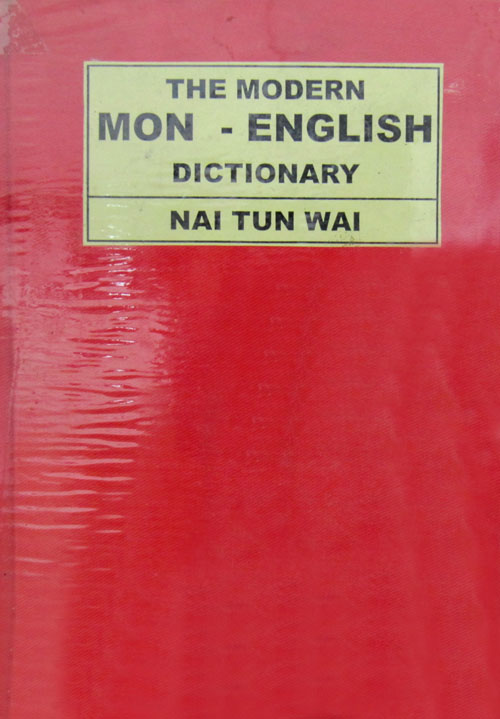 THE MODERN
MON - ENGLISH
DICTIONARY
NAI TUN WAI